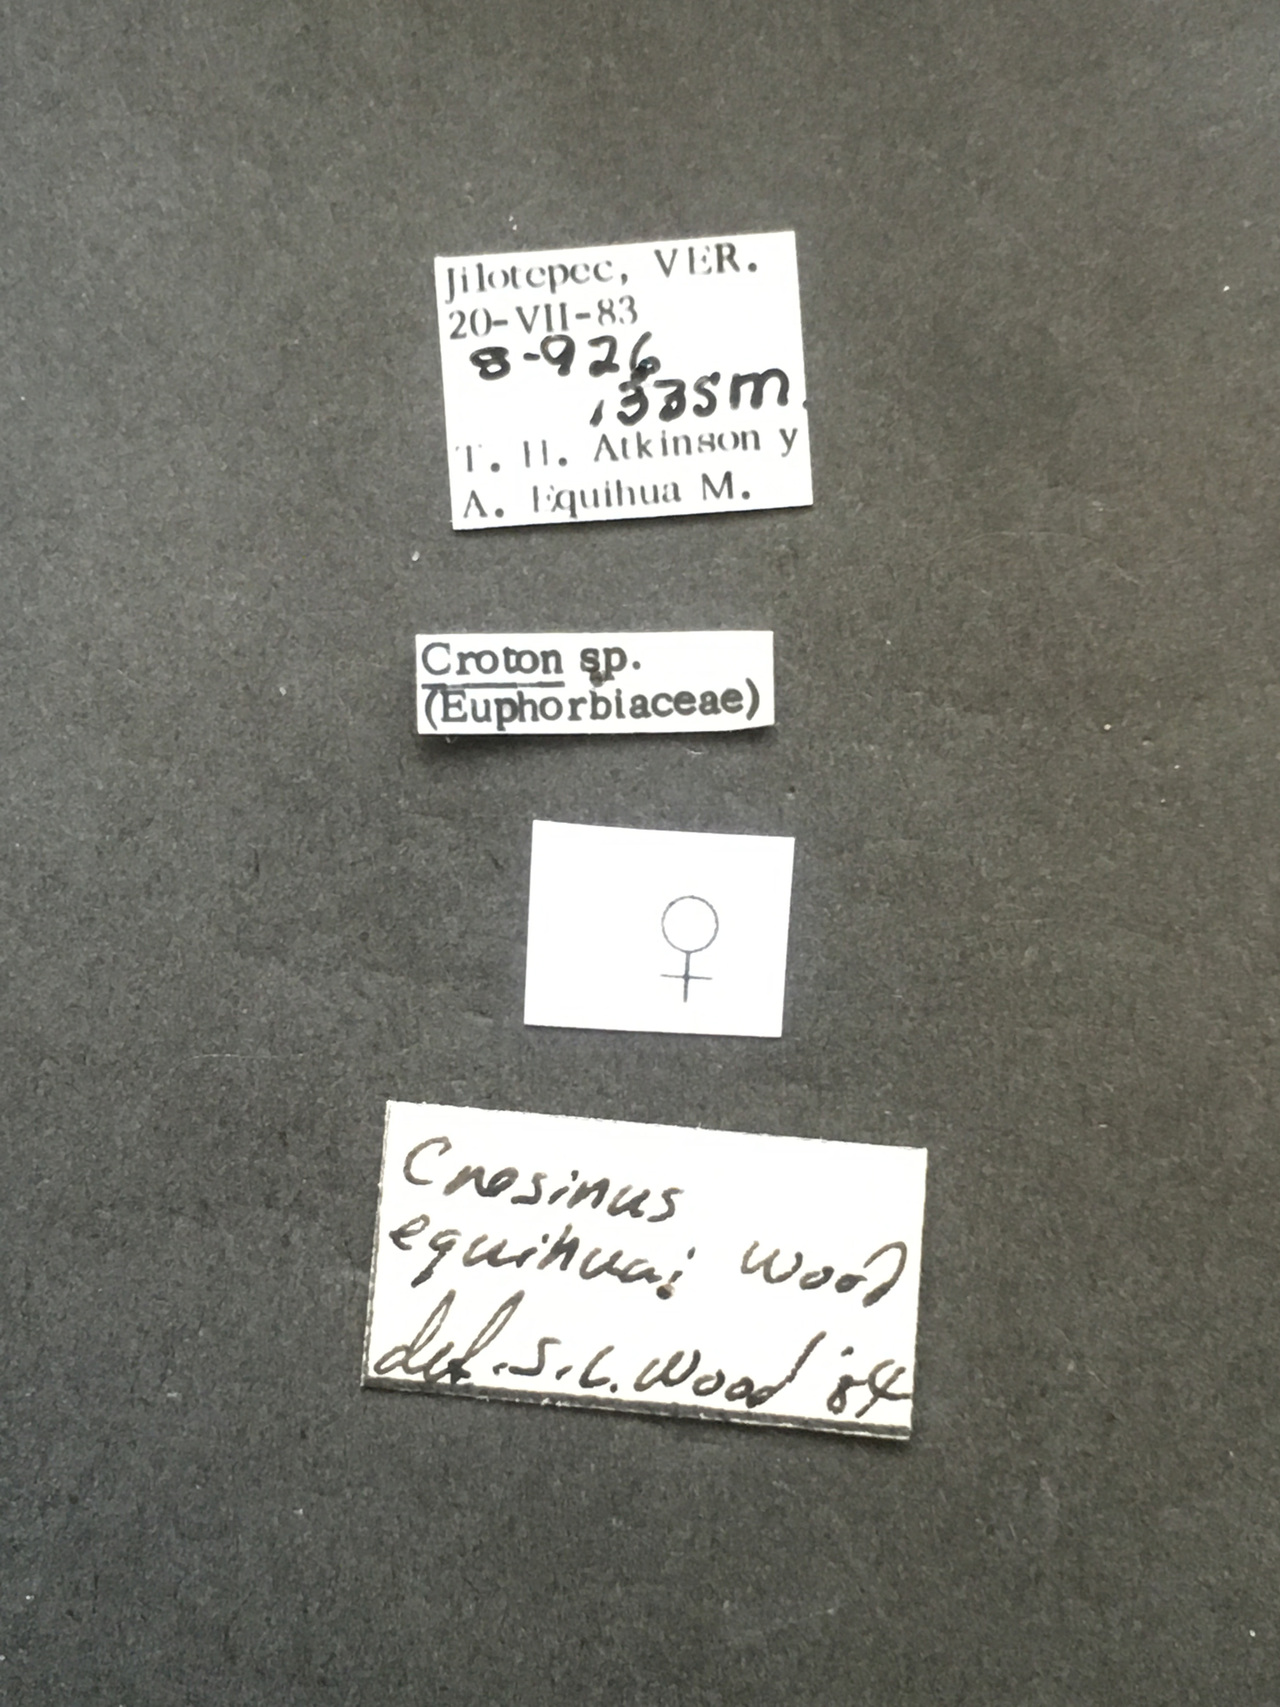 Jilotepec, VER.
20-VII-83
8-926
1335m.
T. H. Atkinson y
A. Equihua M.
Croton sp.
(Euphorbiaceae)
♀
Cnesinus
equihuai Wood
det. S.L. Wood '84